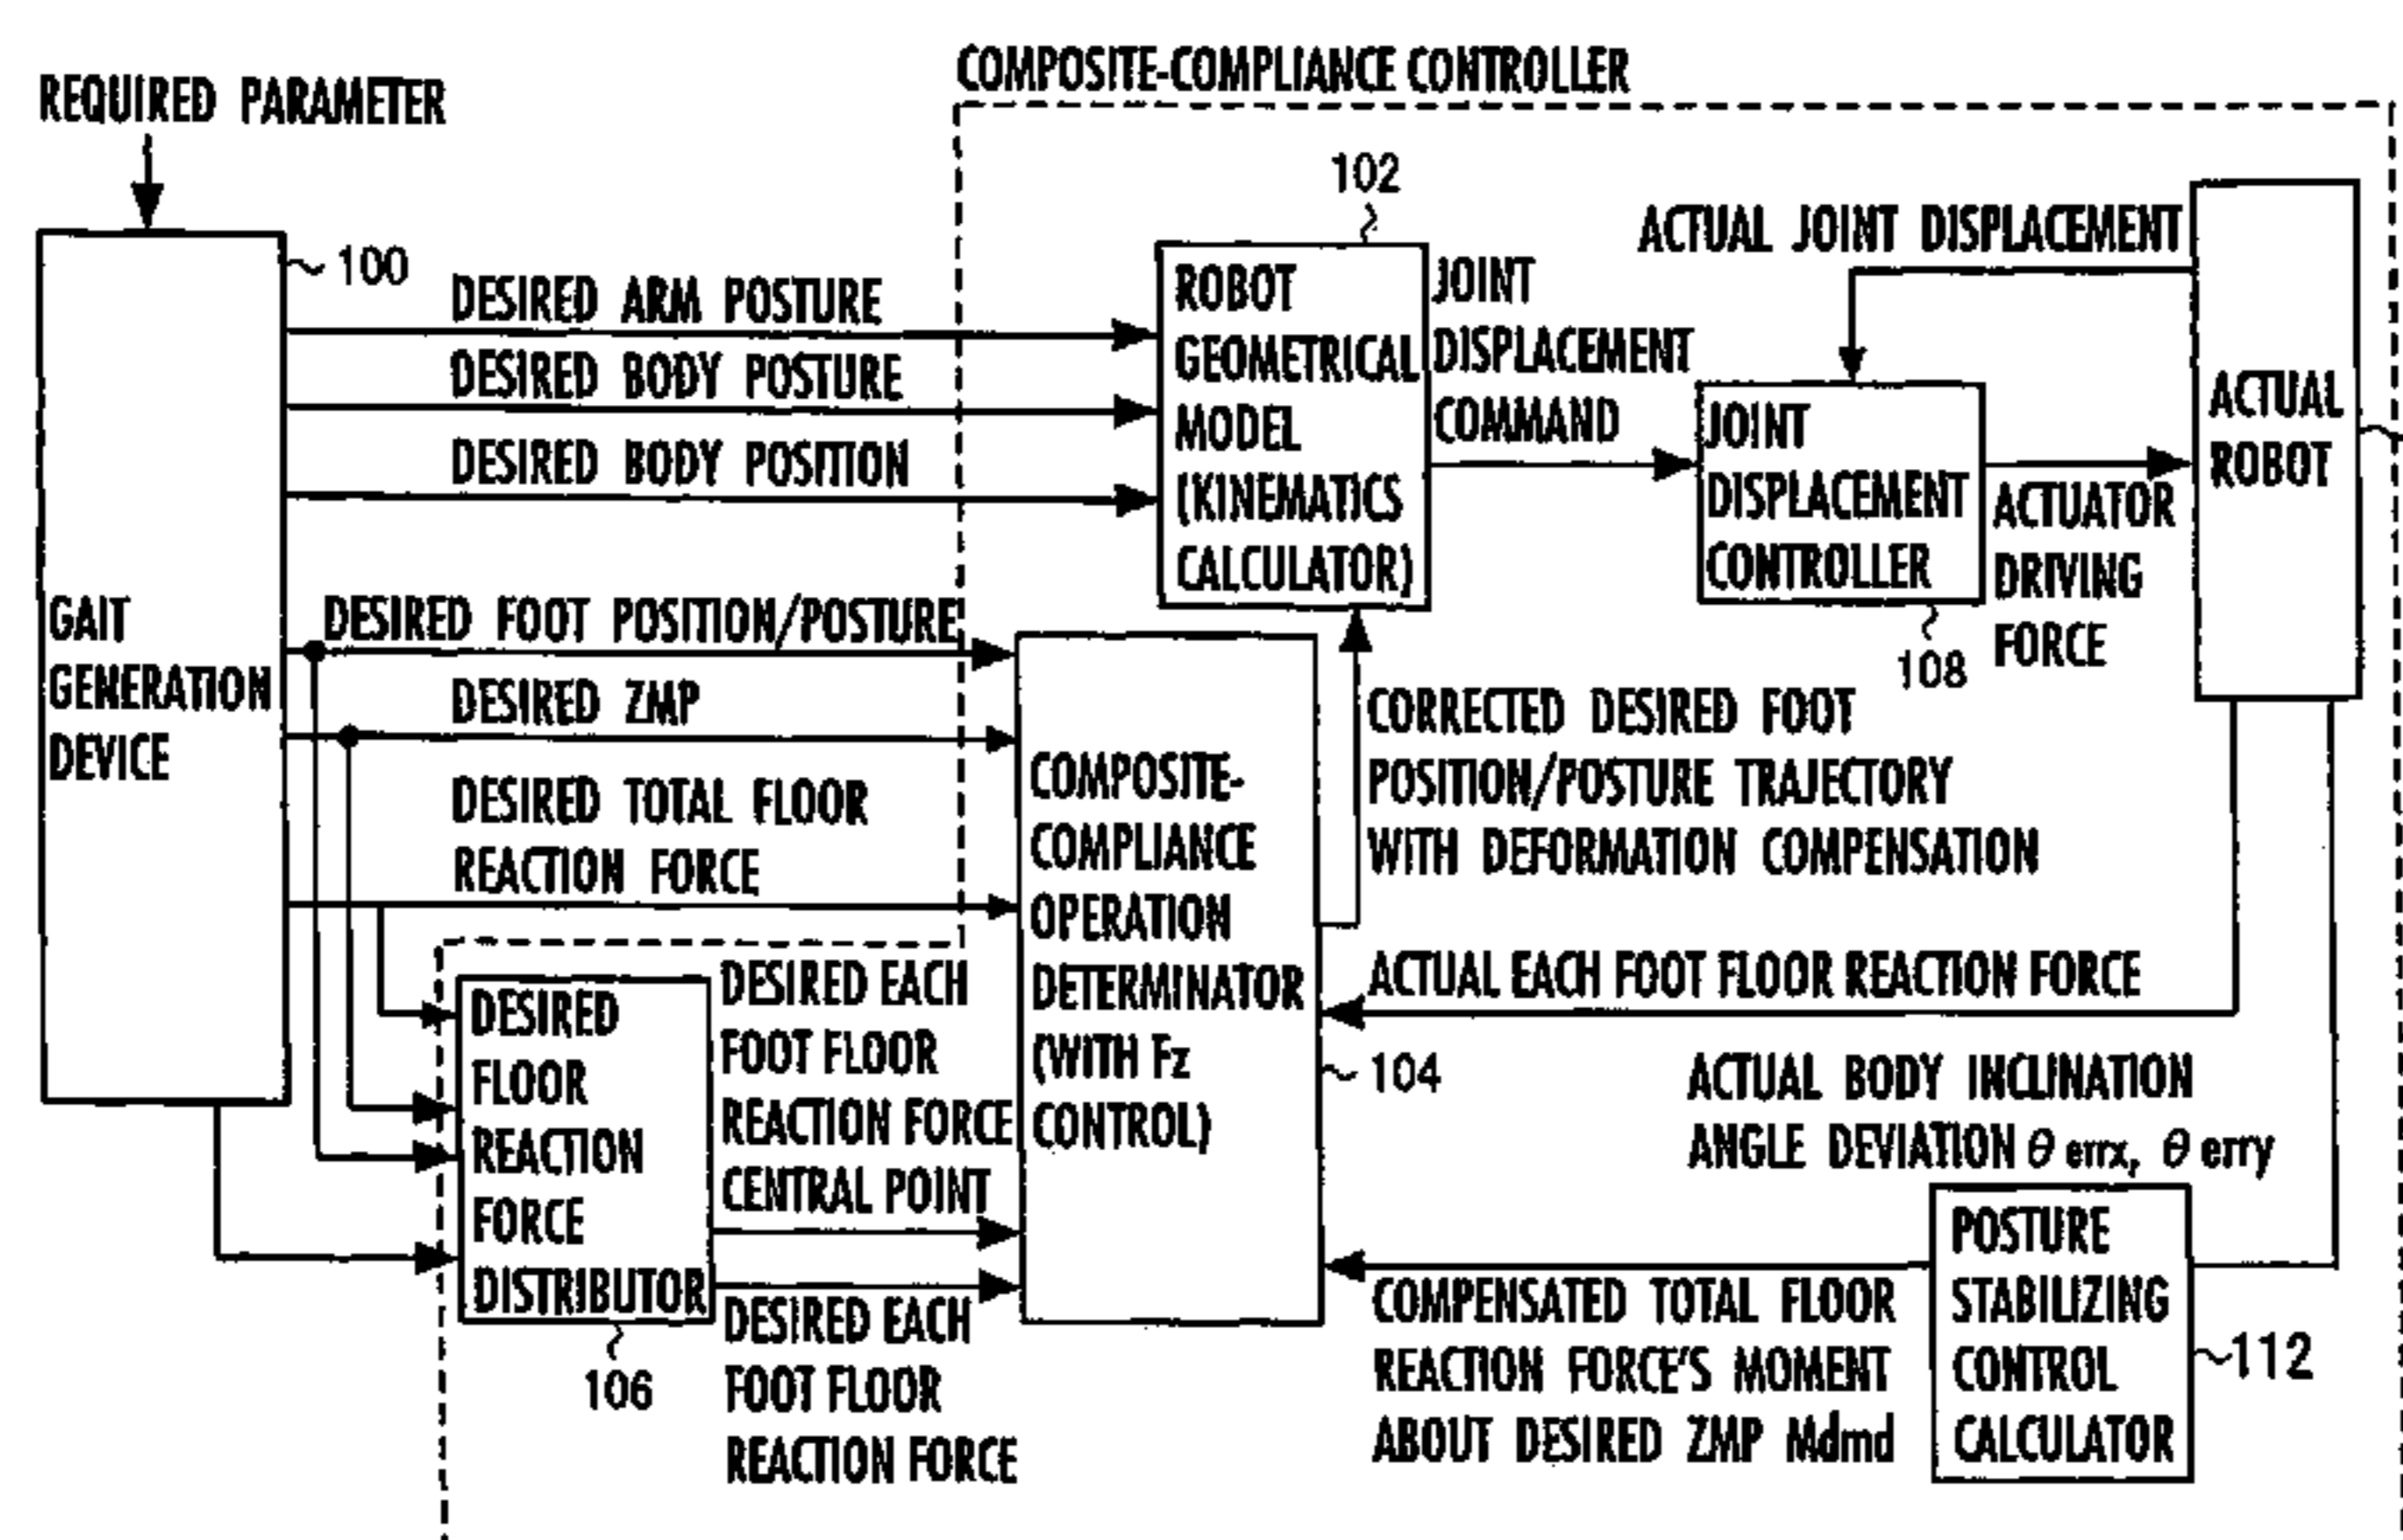 COMPOSITE-COMPLIANCE CONTROLLER
REQUIRED PARAMETER
100
GAIT
GENERATION
DEVICE
DESIRED ARM POSTURE
DESIRED BODY POSTURE
DESIRED BODY POSITION
DESIRED FOOT POSITION/POSTURE
DESIRED ZMP
DESIRED TOTAL FLOOR
REACTION FORCE
102
ROBOT
GEOMETRICAL
MODEL
(KINEMATICS
CALCULATOR)
JOINT
DISPLACEMENT
COMMAND
ACTUAL JOINT DISPLACEMENT
JOINT
DISPLACEMENT
CONTROLLER
108
ACTUATOR
DRIVING
FORCE
ACTUAL
ROBOT
COMPOSITE-
COMPLIANCE
OPERATION
DETERMINATOR
(WITH Fz
CONTROL)
104
CORRECTED DESIRED FOOT
POSITION/POSTURE TRAJECTORY
WITH DEFORMATION COMPENSATION
ACTUAL EACH FOOT FLOOR REACTION FORCE
DESIRED
FLOOR
REACTION
FORCE
DISTRIBUTOR
106
DESIRED EACH
FOOT FLOOR
REACTION FORCE
CENTRAL POINT
DESIRED EACH
FOOT FLOOR
REACTION FORCE
ACTUAL BODY INCLINATION
ANGLE DEVIATION θ errx, θ erry
POSTURE
STABILIZING
CONTROL
CALCULATOR
112
COMPENSATED TOTAL FLOOR
REACTION FORCE'S MOMENT
ABOUT DESIRED ZMP Mdmd